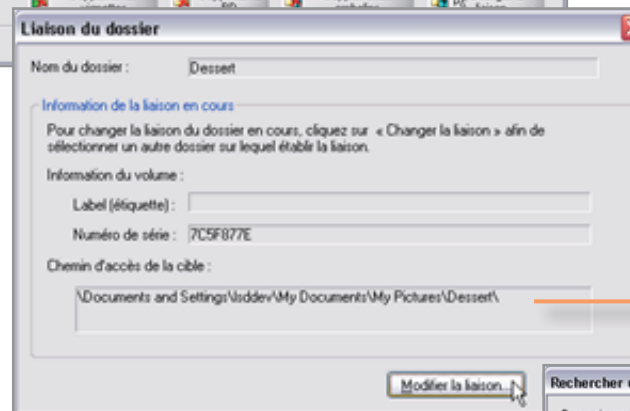 Liaison du dossier
Nom du dossier : Dessert
Information de la liaison en cours
Pour changer la liaison du dossier en cours, cliquez sur « Changer la liaison » afin de
sélectionner un autre dossier sur lequel établir la liaison.
Information du volume :
Label (étiquette) :
Numéro de série : 7C5F877E
Chemin d'accès de la cible :
\Documents and Settings\lsddev\My Documents\My Pictures\Dessert\
Modifier la liaison...
Rechercher